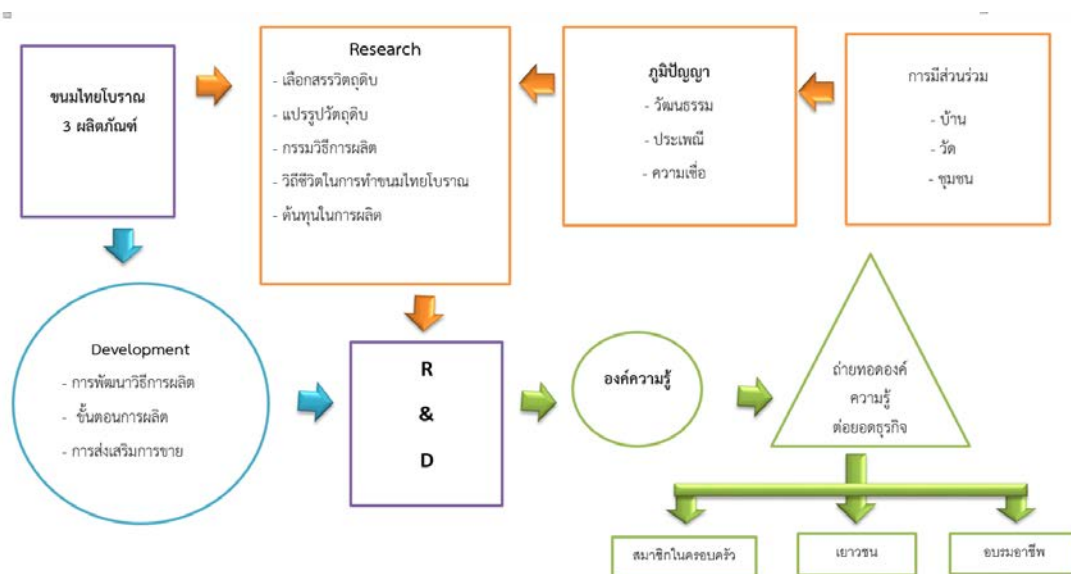 ขนมไทยโบราณ
3 ผลิตภัณฑ์
Research
- เลือกสรรวัตถุดิบ
- แปรรูปวัตถุดิบ
- กรรมวิธีการผลิต
- วิถีชีวิตในการทำขนมไทยโบราณ
- ต้นทุนในการผลิต
ภูมิปัญญา
- วัฒนธรรม
- ประเพณี
- ความเชื่อ
การมีส่วนร่วม
- บ้าน
- วัด
- ชุมชน
Development
- การพัฒนาวิธีการผลิต
- ขั้นตอนการผลิต
- การส่งเสริมการขาย
R
&
D
องค์ความรู้
ถ่ายทอดองค์
ความรู้
ต่อยอดธุรกิจ
สมาชิกในครอบครัว
เยาวชน
อบรมอาชีพ